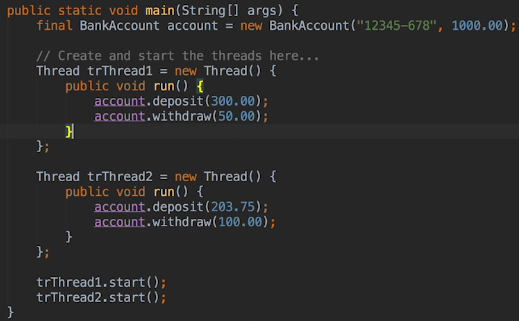 public static void main(String[] args) {
    final BankAccount account = new BankAccount("12345-678", 1000.00);

    // Create and start the threads here...
    Thread trThread1 = new Thread() {
        public void run() {
            account.deposit(300.00);
            account.withdraw(50.00);
        }
    };

    Thread trThread2 = new Thread() {
        public void run() {
            account.deposit(203.75);
            account.withdraw(100.00);
        }
    };

    trThread1.start();
    trThread2.start();
}